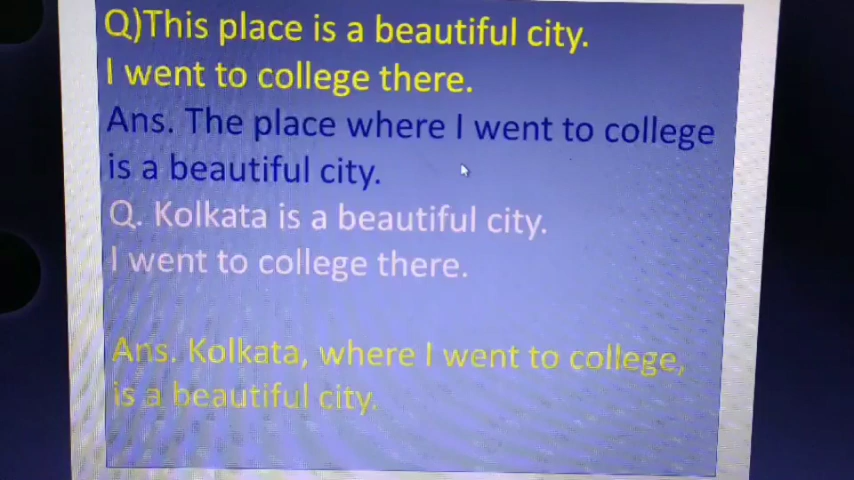 Q)This place is a beautiful city.
I went to college there.
Ans. The place where I went to college
is a beautiful city.
Q. Kolkata is a beautiful city.
I went to college there.
Ans. Kolkata, where I went to college,
is a beautiful city.